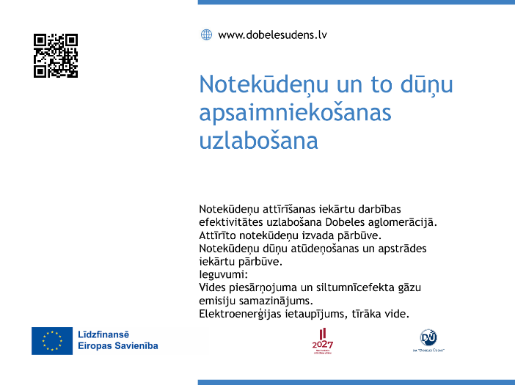 www.dobelesudens.lv
Notekūdeņu un to dūņu
apsaimniekošanas
uzlabošana
Notekūdeņu attīrīšanas iekārtu darbības
efektivitātes uzlabošana Dobeles aglomerācijā.
Attīrīto notekūdeņu izvada pārbūve.
Notekūdeņu dūņu atūdeņošanas un apstrādes
iekārtu pārbūve.
Ieguvumi:
Vides piesārņojuma un siltumnīcefekta gāzu
emisiju samazinājums.
Elektroenerģijas ietaupījums, tīrāka vide.
Līdzfinansē
Eiropas Savienība
2027